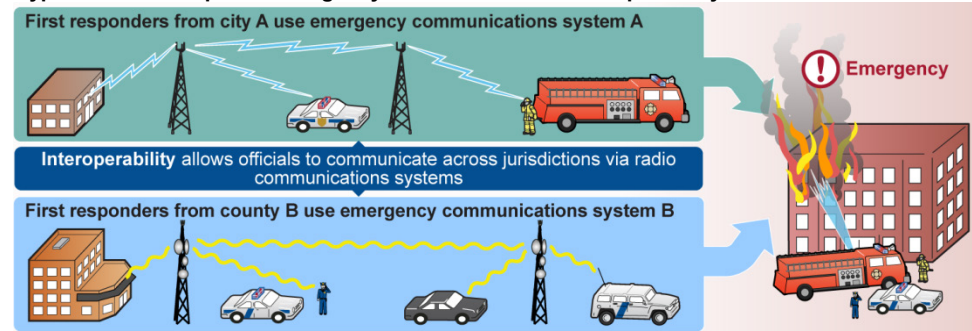 First responders from city A use emergency communications system A
Emergency
Interoperability allows officials to communicate across jurisdictions via radio
communications systems
First responders from county B use emergency communications system B